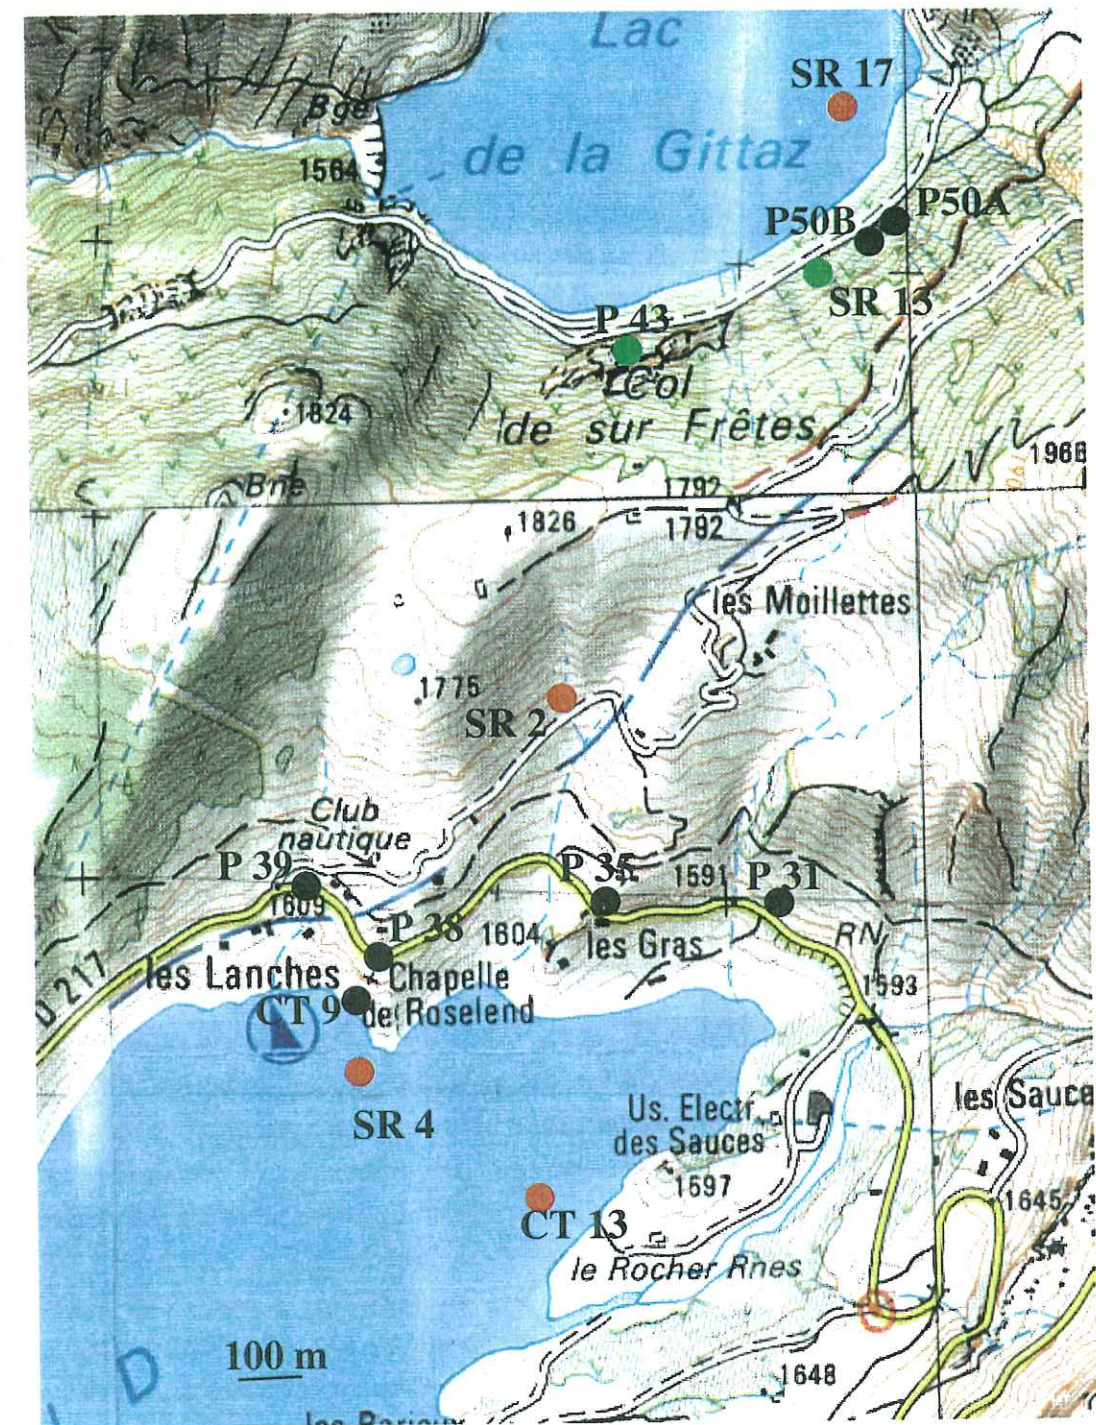 Lac
SR 17
de la Gittaz
Bge
1564
P50A
P50B
SR 13
P 43
Col
de sur Frêtes
1824
1968
Bne
1792
1826
1782
les Moillettes
1775
SR 2
Club
nautique
P 39
P 35
1591
P 31
1609
P 38
1604
les Gras
RN
les Lanches
Chapelle
de Roselend
1593
D 217
CT 9
SR 4
Us. Electr.
des Sauces
les Sauce
1697
1645
CT 13
le Rocher Rnes
100 m
1648
D